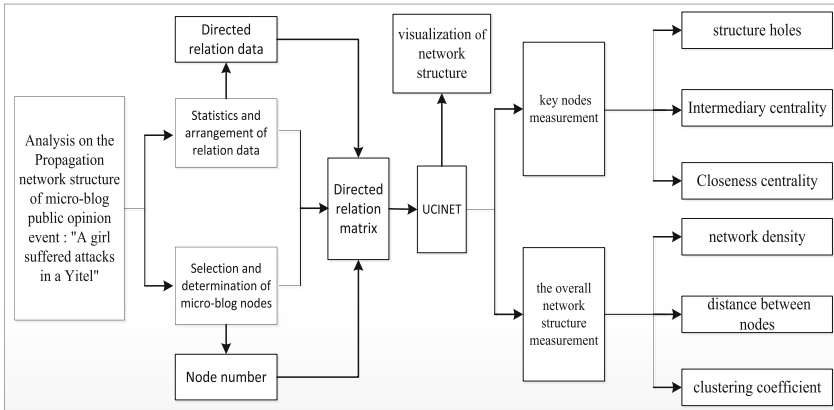 Analysis on the
Propagation
network structure
of micro-blog
public opinion
event : "A girl
suffered attacks
in a Yitel"
Directed
relation data
Statistics and
arrangement of
relation data
Selection and
determination of
micro-blog nodes
Node number
Directed
relation
matrix
visualization of
network
structure
UCINET
key nodes
measurement
the overall
network
structure
measurement
structure holes
Intermediary centrality
Closeness centrality
network density
distance between
nodes
clustering coefficient